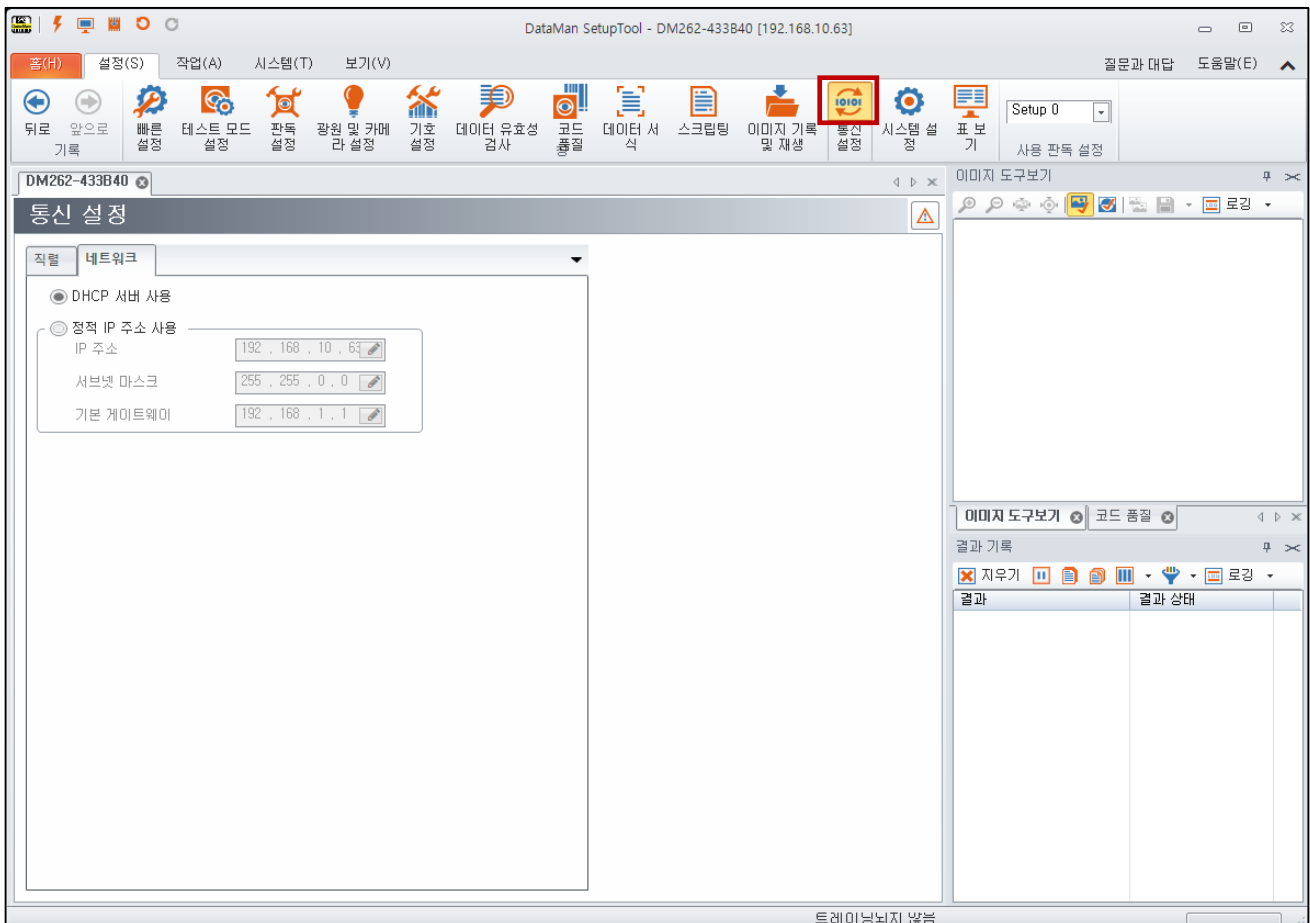 DataMan SetupTool - DM262-433B40 [192.168.10.63]
홈(H) 설정(S) 작업(A) 시스템(T) 보기(V) 질문과 대답 도움말(E)
뒤로 앞으로
기록
빠른
설정
테스트 모드
설정
판독
설정
광원 및 카메
라 설정
기호
설정
데이터 유효성
검사
코드
품질
데이터 서
식
스크립팅
이미지 기록
및 재생
통신
설정
시스템 설
정
표 보
기
Setup 0
사용 판독 설정
DM262-433B40
통신 설정
직렬 네트워크
DHCP 서버 사용
정적 IP 주소 사용
IP 주소 192 . 168 . 10 . 63
서브넷 마스크 255 . 255 . 0 . 0
기본 게이트웨이 192 . 168 . 1 . 1
이미지 도구보기
로깅
이미지 도구보기 코드 품질
결과 기록
지우기 로깅
결과 결과 상태
트레이닝되지 않음